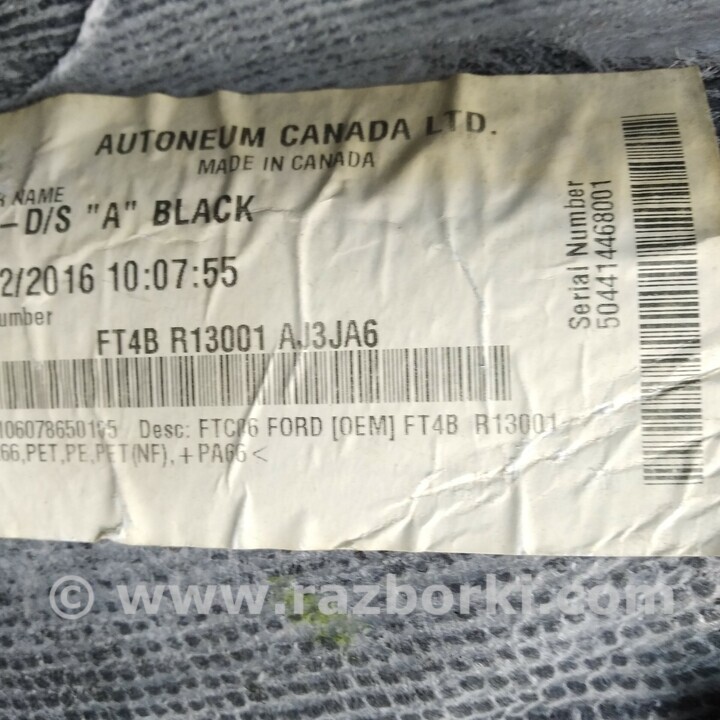 AUTONEUM CANADA LTD.
MADE IN CANADA
R NAME
-D/S "A" BLACK
2/2016 10:07:55
umber
FT4B R13001 AJ3JA6
Desc: FTCP6 FORD [OEM] FT4B R13001
66,PET,PE,PET(NF),+PA66<
Serial Number
504414468001
© www.razborki.com